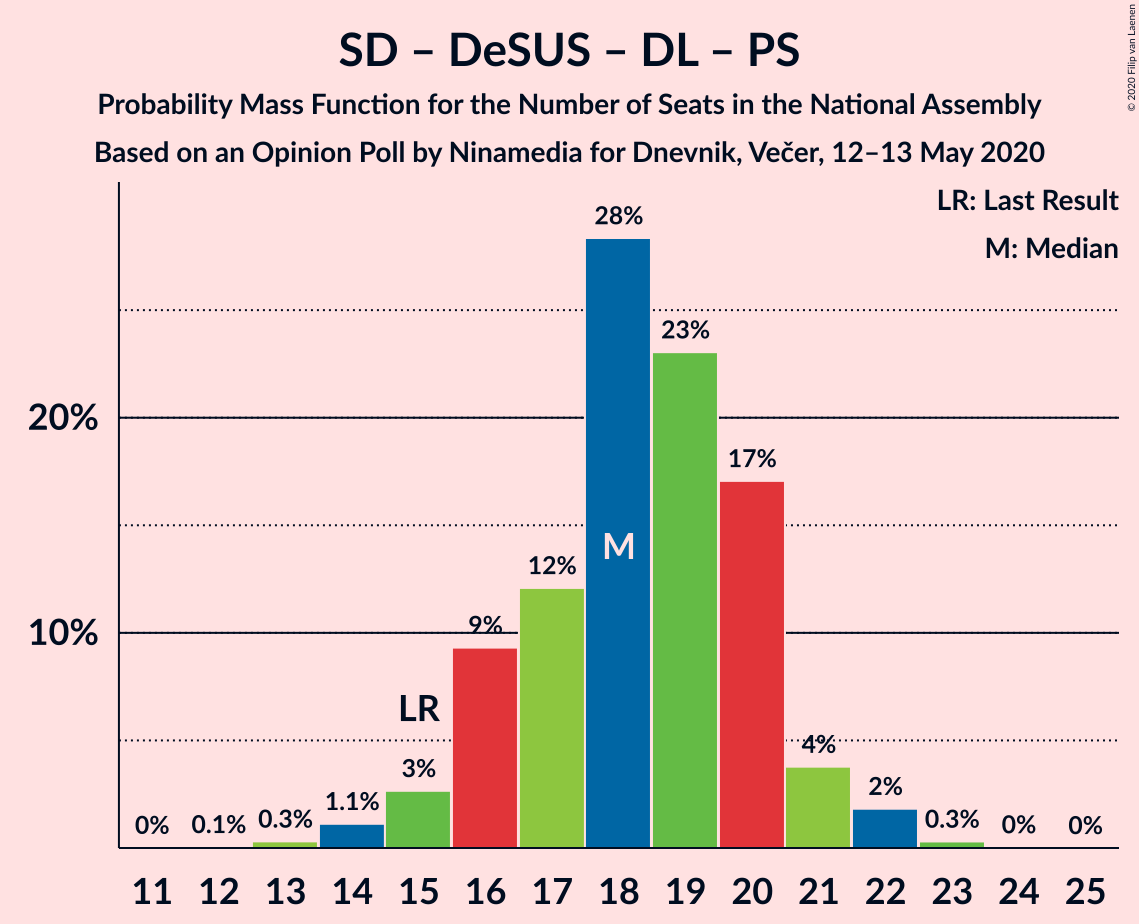 SD – DeSUS – DL – PS
Probability Mass Function for the Number of Seats in the National Assembly
Based on an Opinion Poll by Ninamedia for Dnevnik, Večer, 12–13 May 2020
© 2020 Filip van Laenen
LR: Last Result
M: Median
28%
23%
20%
17%
M
12%
9%
10%
LR
4%
3%
2%
1.1%
0% 0.1% 0.3% 0.3% 0% 0%
11 12 13 14 15 16 17 18 19 20 21 22 23 24 25